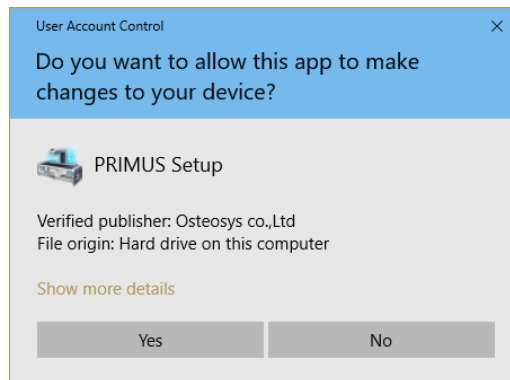 User Account Control
Do you want to allow this app to make
changes to your device?
PRIMUS Setup
Verified publisher: Osteosys co.,Ltd
File origin: Hard drive on this computer
Show more details
Yes
No